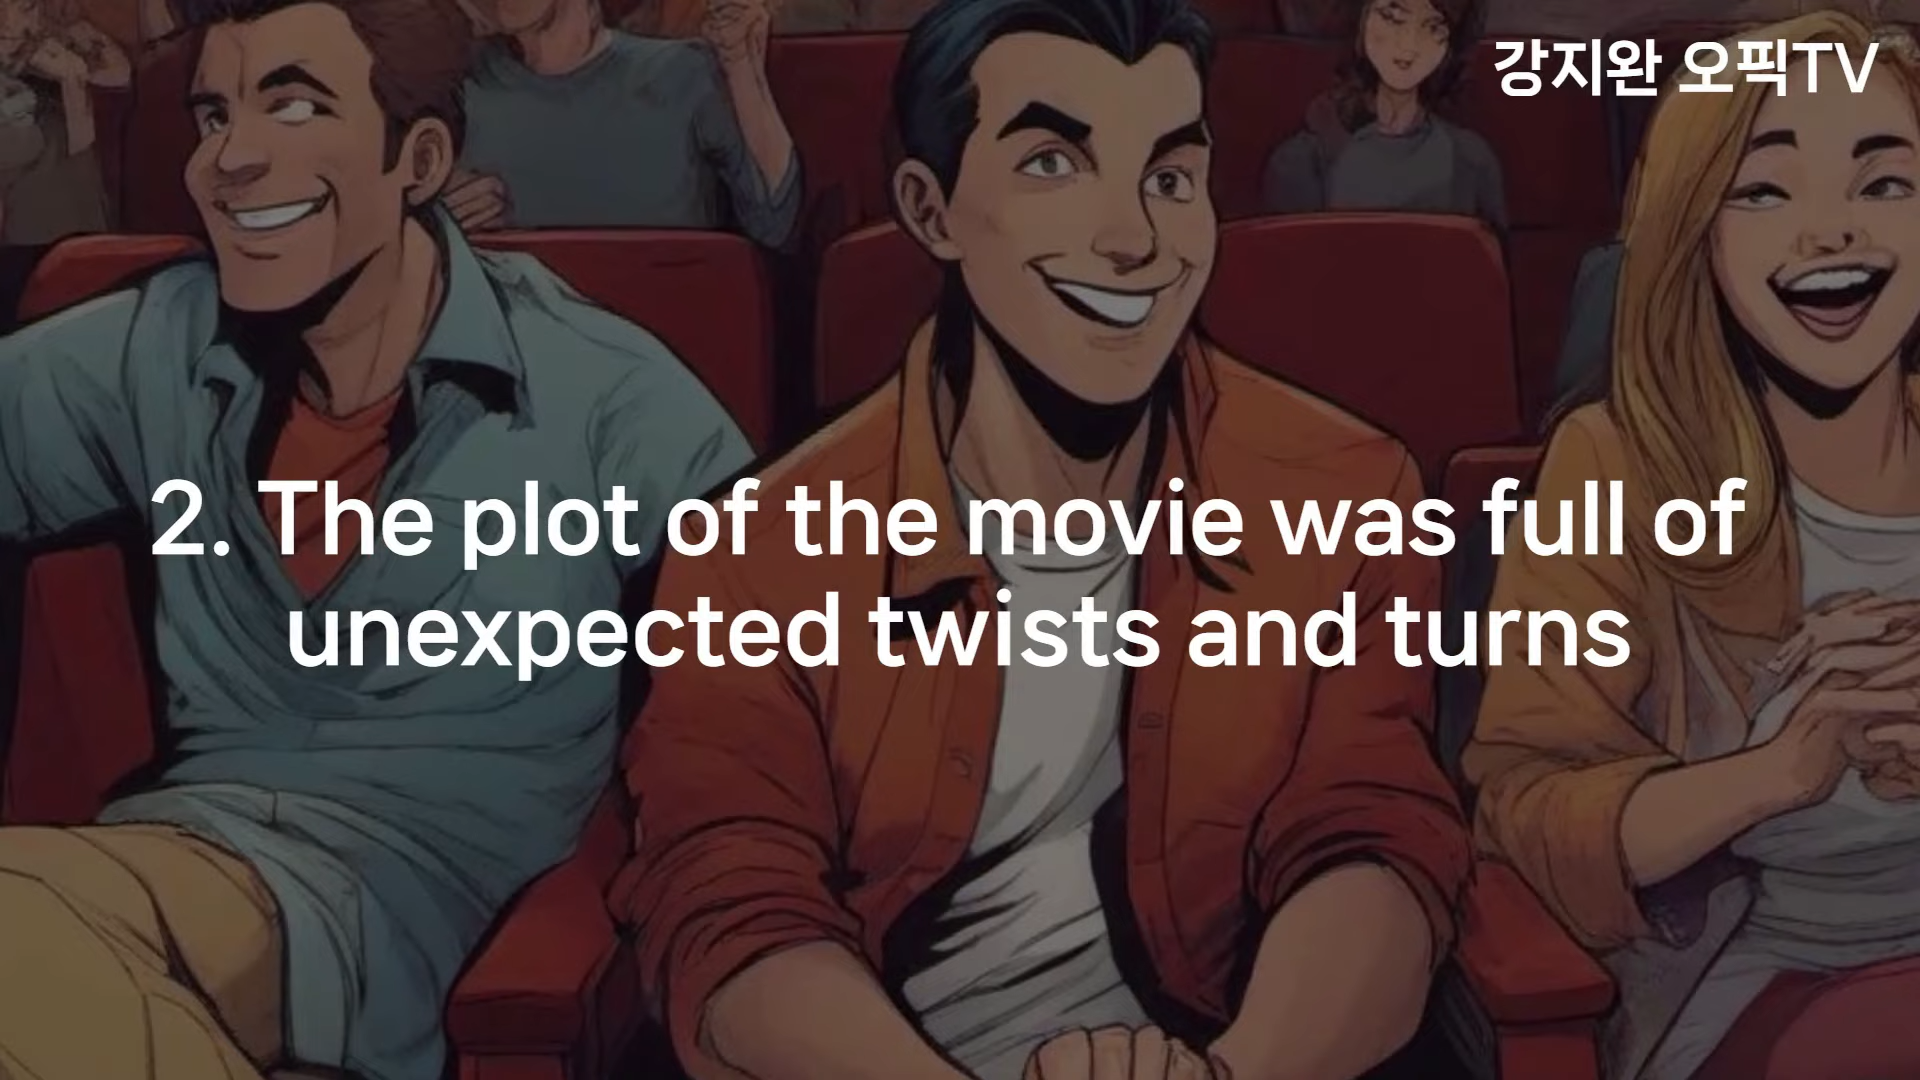 강지완 오픽TV
2. The plot of the movie was full of
unexpected twists and turns